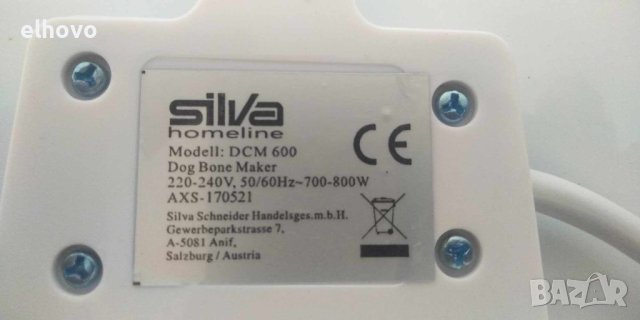 elhovo
silva
homeline
Modell: DCM 600
Dog Bone Maker
220-240V, 50/60Hz~700-800W
AXS-170521
Silva Schneider Handelsges.m.b.H.
Gewerbeparkstrasse 7,
A-5081 Anif,
Salzburg / Austria
CE
BAZAR